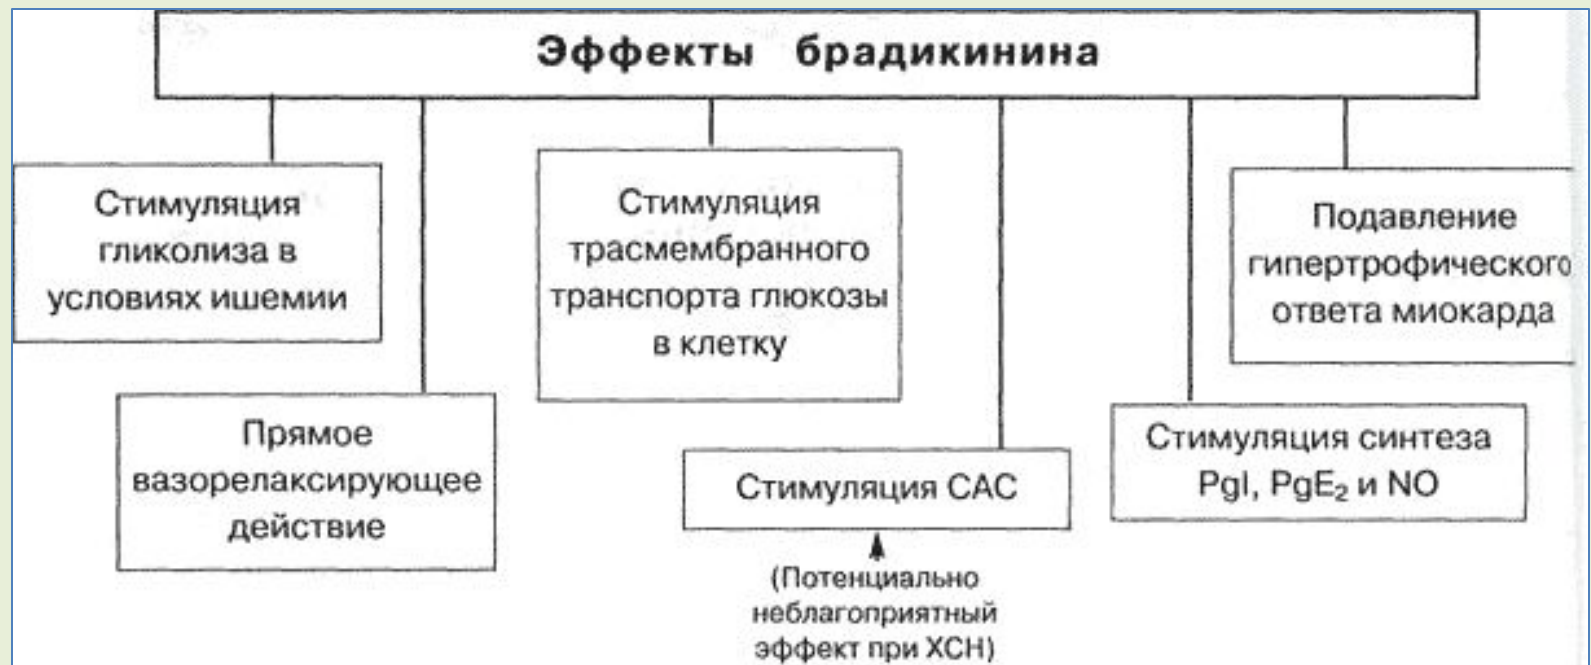 Эффекты брадикинина
Стимуляция
гликолиза в
условиях ишемии
Прямое
вазорелаксирующее
действие
Стимуляция
трасмембранного
транспорта глюкозы
в клетку
Стимуляция САС
(Потенциально
неблагоприятный
эффект при ХСН)
Стимуляция синтеза
PgI, PgE₂ и NO
Подавление
гипертрофического
ответа миокарда